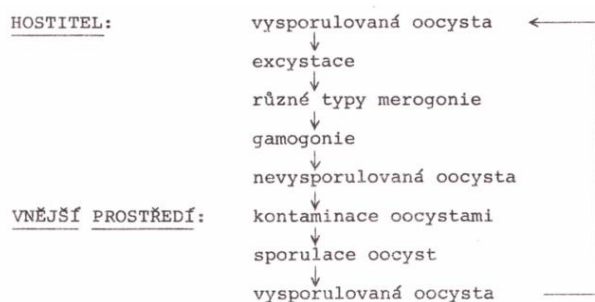 HOSTITEL: vysporulovaná oocysta
excystace
různé typy merogonie
gamogonie
nevysporulovaná oocysta
VNĚJŠÍ PROSTŘEDÍ: kontaminace oocystami
sporulace oocyst
vysporulovaná oocysta